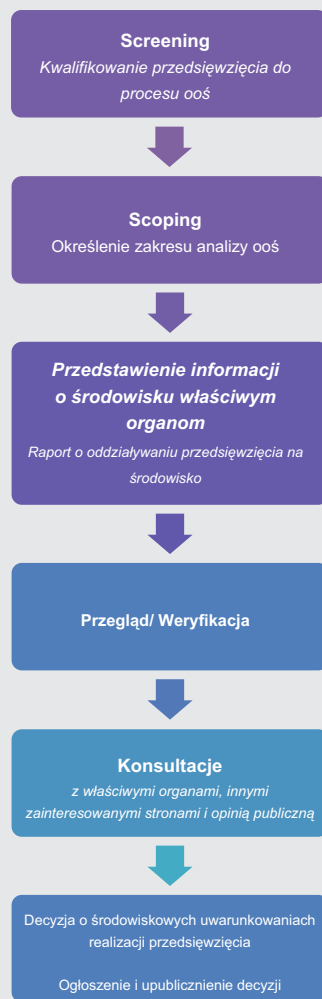 Screening
Kwalifikowanie przedsięwzięcia do
procesu ooś
Scoping
Określenie zakresu analizy ooś
Przedstawienie informacji
o środowisku właściwym
organom
Raport o oddziaływaniu przedsięwzięcia na
środowisko
Przegląd/ Weryfikacja
Konsultacje
z właściwymi organami, innymi
zainteresowanymi stronami i opinią publiczną
Decyzja o środowiskowych uwarunkowaniach
realizacji przedsięwzięcia
Ogłoszenie i upublicznienie decyzji